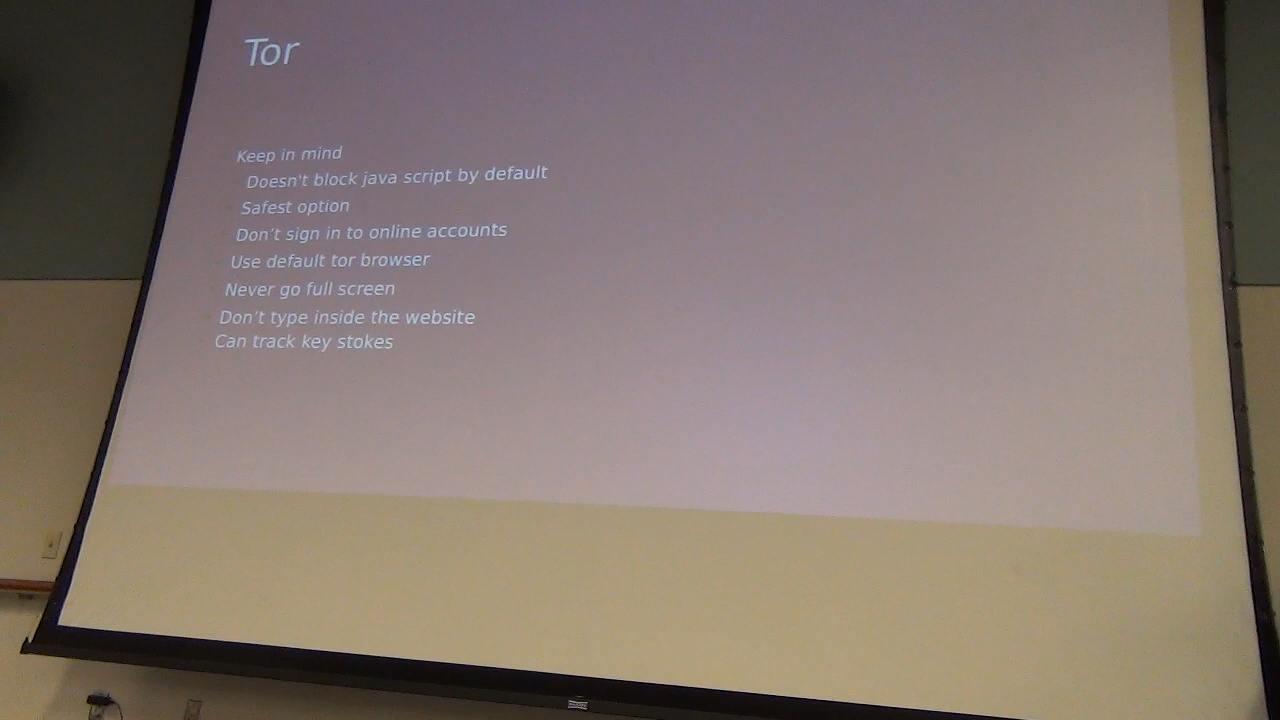 Tor
Keep in mind
Doesn't block java script by default
Safest option
Don't sign in to online accounts
Use default tor browser
Never go full screen
Don't type inside the website
Can track key stokes